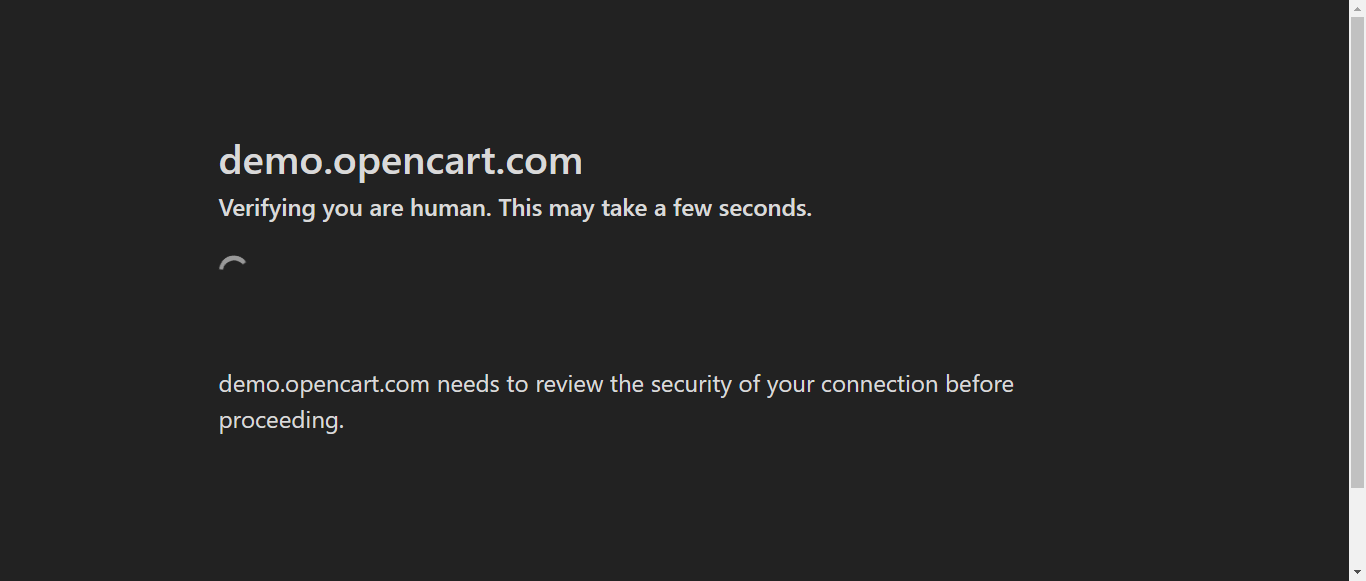 demo.opencart.com
Verifying you are human. This may take a few seconds.
demo.opencart.com needs to review the security of your connection before
proceeding.